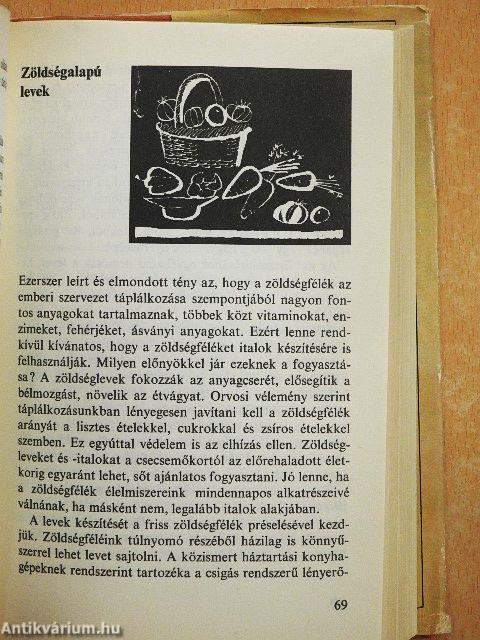 Zöldségalapú
levek
Ezerszer leírt és elmondott tény az, hogy a zöldségfélék az
emberi szervezet táplálkozása szempontjából nagyon fon-
tos anyagokat tartalmaznak, többek közt vitaminokat, en-
zimeket, fehérjéket, ásványi anyagokat. Ezért lenne rend-
kívül kívánatos, hogy a zöldségféléket italok készítésére is
felhasználják. Milyen előnyökkel jár ezeknek a fogyasztá-
sa? A zöldséglevek fokozzák az anyagcserét, elősegítik a
bélmozgást, növelik az étvágyat. Orvosi vélemény szerint
táplálkozásunkban lényegesen javítani kell a zöldségfélék
arányát a lisztes ételekkel, cukrokkal és zsíros ételekkel
szemben. Ez egyúttal védelem is az elhízás ellen. Zöldség-
leveket és -italokat a csecsemőkortól az előrehaladott élet-
korig egyaránt lehet, sőt ajánlatos fogyasztani. Jó lenne, ha
a zöldségfélék élelmiszereink mindennapos alkatrészeivé
válnának, ha másként nem, legalább italok alakjában.
A levek készítését a friss zöldségfélék préselésével kezd-
jük. Zöldségféléink túlnyomó részéből házilag is könnyű-
szerrel lehet levet sajtolni. A közismert háztartási konyha-
gépeknek rendszerint tartozéka a csigás rendszerű lényerő-
69
Antikvárium.hu